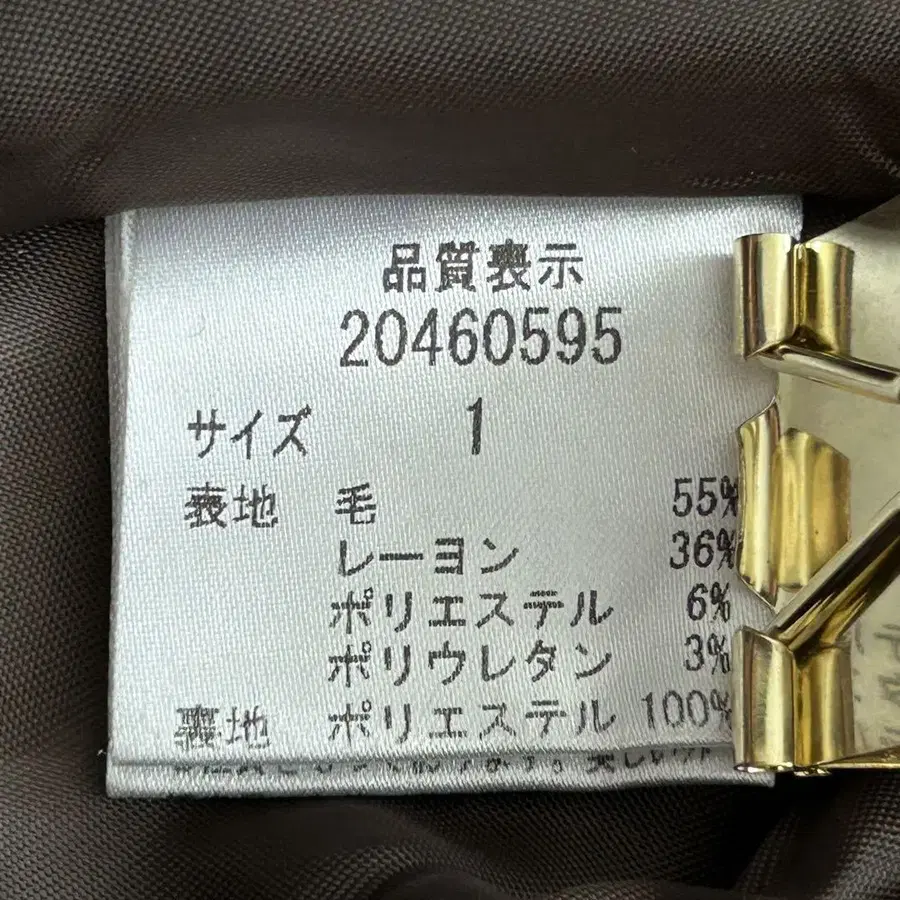 品質表示
20460595
サイズ 1
表地 毛 55%
レーヨン 36%
ポリエステル 6%
ポリウレタン 3%
裏地 ポリエステル 100%